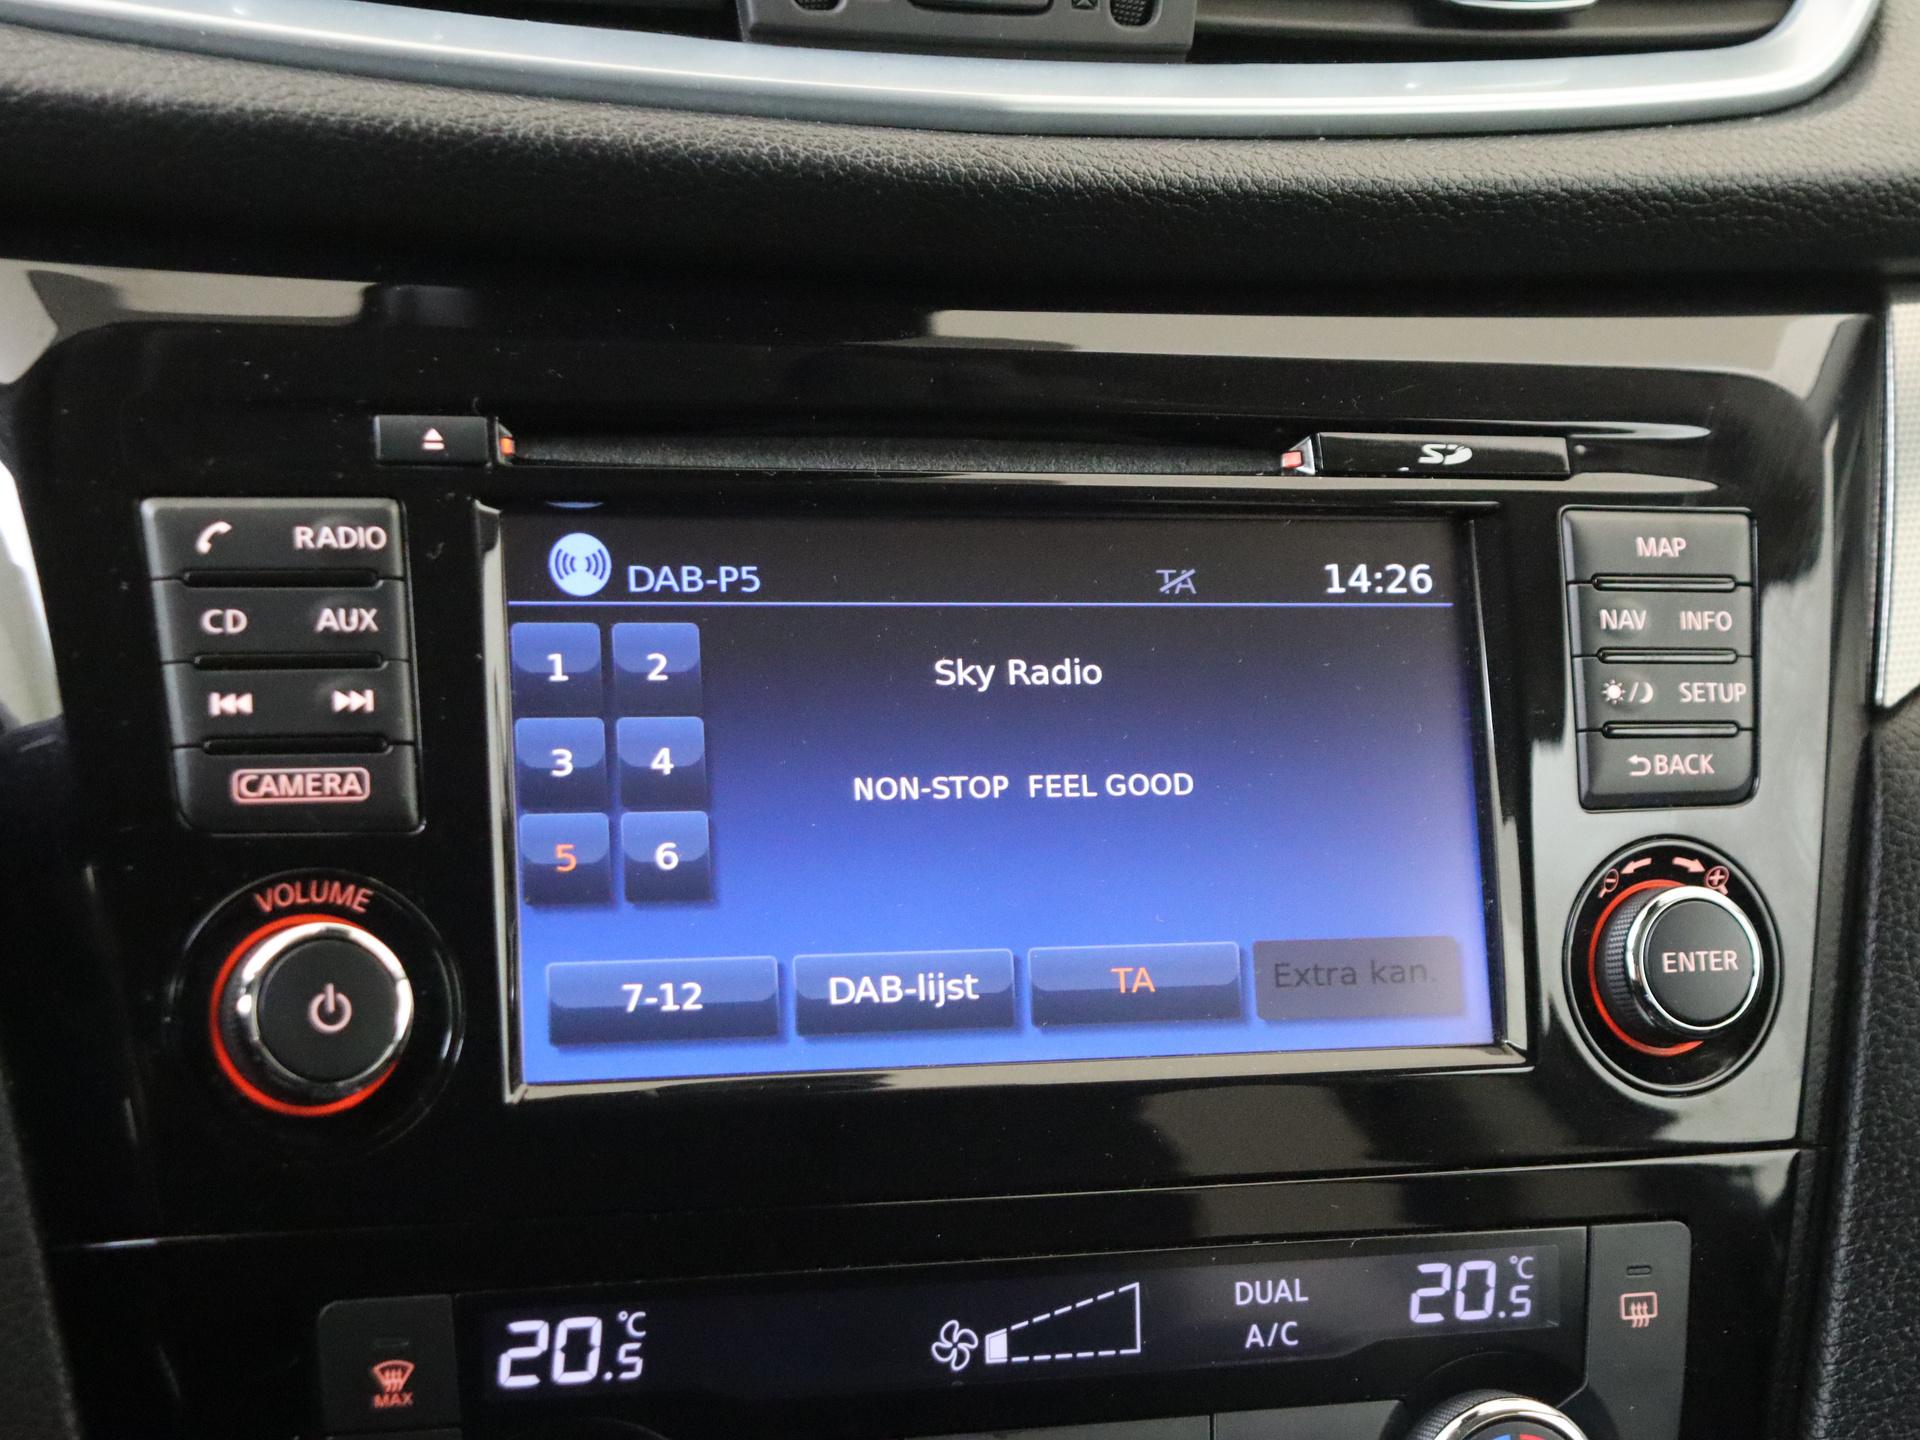 SD
RADIO
CD AUX
CAMERA
VOLUME
DAB-P5 TA 14:26
1 2
3 4
5 6
Sky Radio
NON-STOP FEEL GOOD
7-12 DAB-lijst TA Extra kan.
MAP
NAV INFO
SETUP
BACK
ENTER
MAX
20.5 °C
DUAL
A/C
20.5 °C